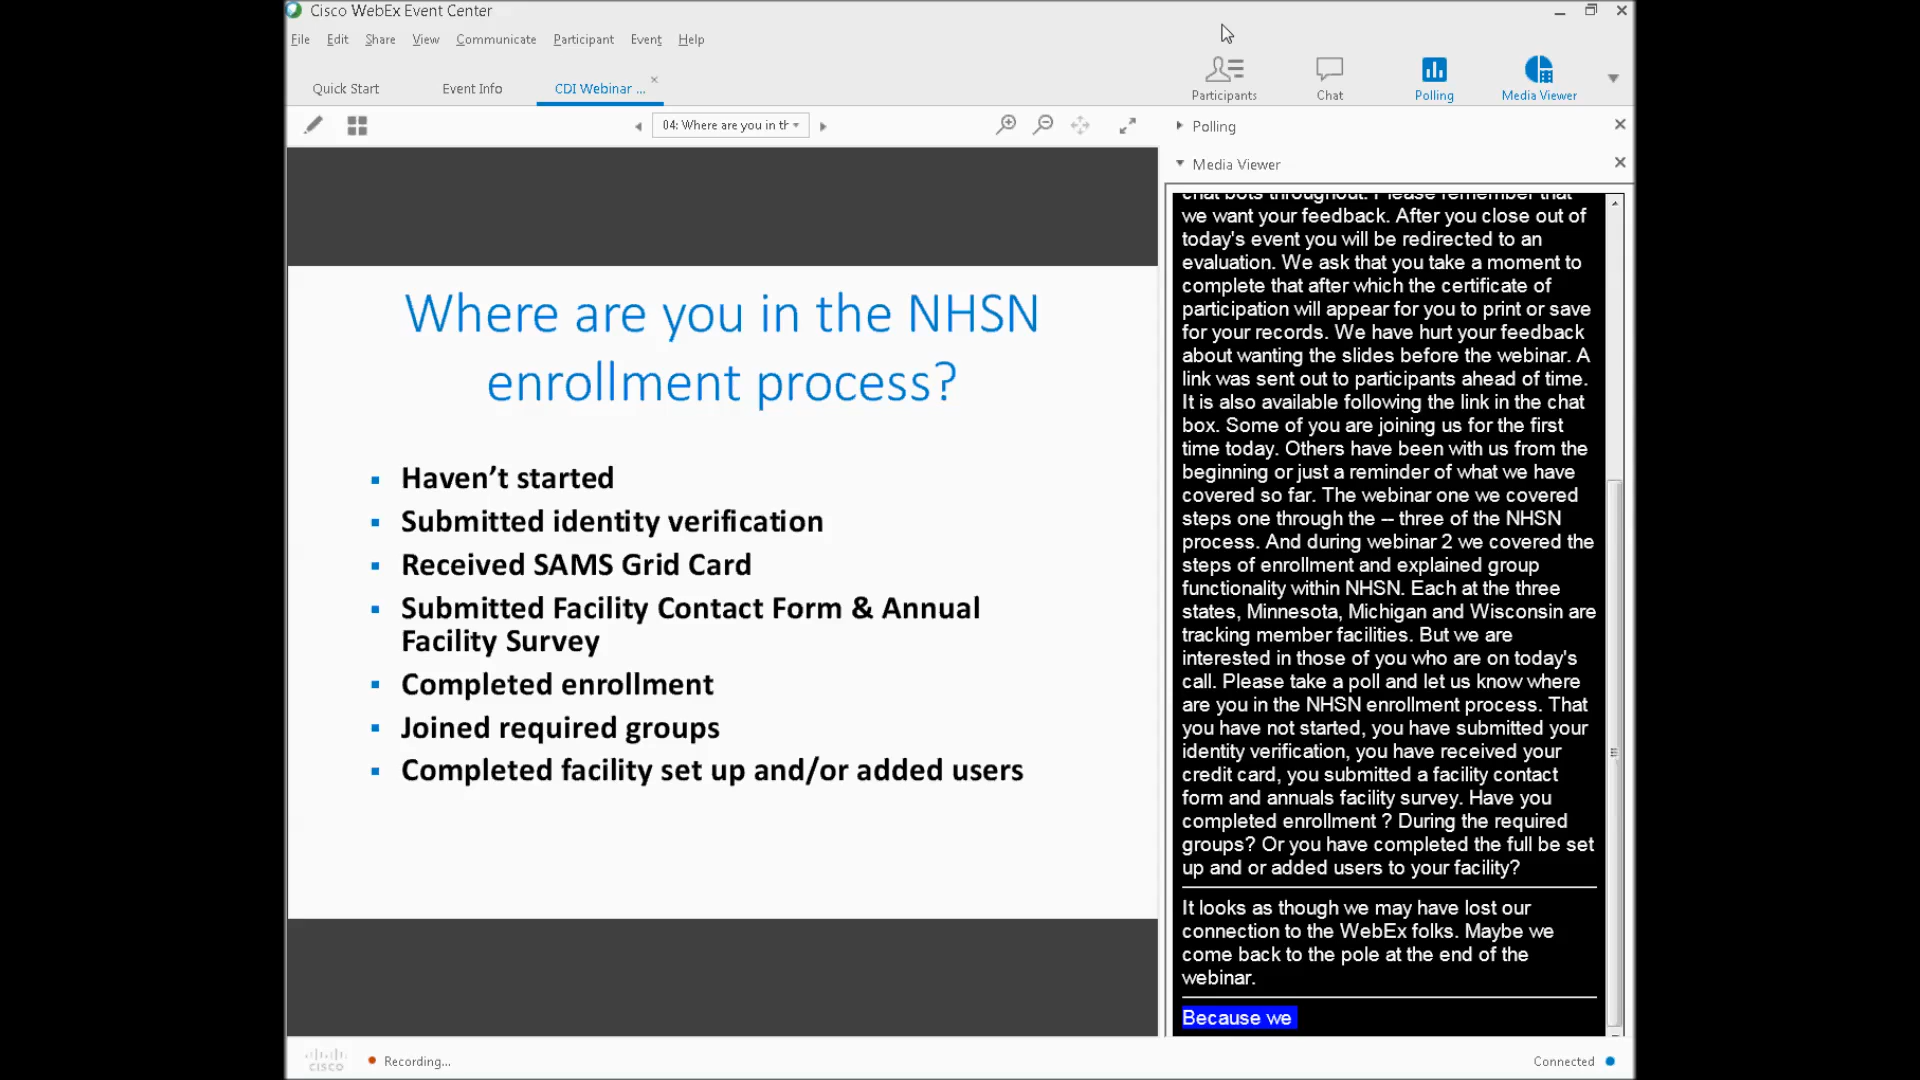 Cisco WebEx Event Center
File Edit Share View Communicate Participant Event Help
Participants Chat Polling Media Viewer
Quick Start Event Info CDI Webinar ...
04: Where are you in th
Where are you in the NHSN
enrollment process?
Haven’t started
Submitted identity verification
Received SAMS Grid Card
Submitted Facility Contact Form & Annual
Facility Survey
Completed enrollment
Joined required groups
Completed facility set up and/or added users
Polling
Media Viewer
chat bots throughout. Please remember that
we want your feedback. After you close out of
today's event you will be redirected to an
evaluation. We ask that you take a moment to
complete that after which the certificate of
participation will appear for you to print or save
for your records. We have hurt your feedback
about wanting the slides before the webinar. A
link was sent out to participants ahead of time.
It is also available following the link in the chat
box. Some of you are joining us for the first
time today. Others have been with us from the
beginning or just a reminder of what we have
covered so far. The webinar one we covered
steps one through the -- three of the NHSN
process. And during webinar 2 we covered the
steps of enrollment and explained group
functionality within NHSN. Each at the three
states, Minnesota, Michigan and Wisconsin are
tracking member facilities. But we are
interested in those of you who are on today's
call. Please take a poll and let us know where
are you in the NHSN enrollment process. That
you have not started, you have submitted your
identity verification, you have received your
credit card, you submitted a facility contact
form and annuals facility survey. Have you
completed enrollment ? During the required
groups? Or you have completed the full be set
up and or added users to your facility?
It looks as though we may have lost our
connection to the WebEx folks. Maybe we
come back to the pole at the end of the
webinar.
Because we
cisco
Recording...
Connected